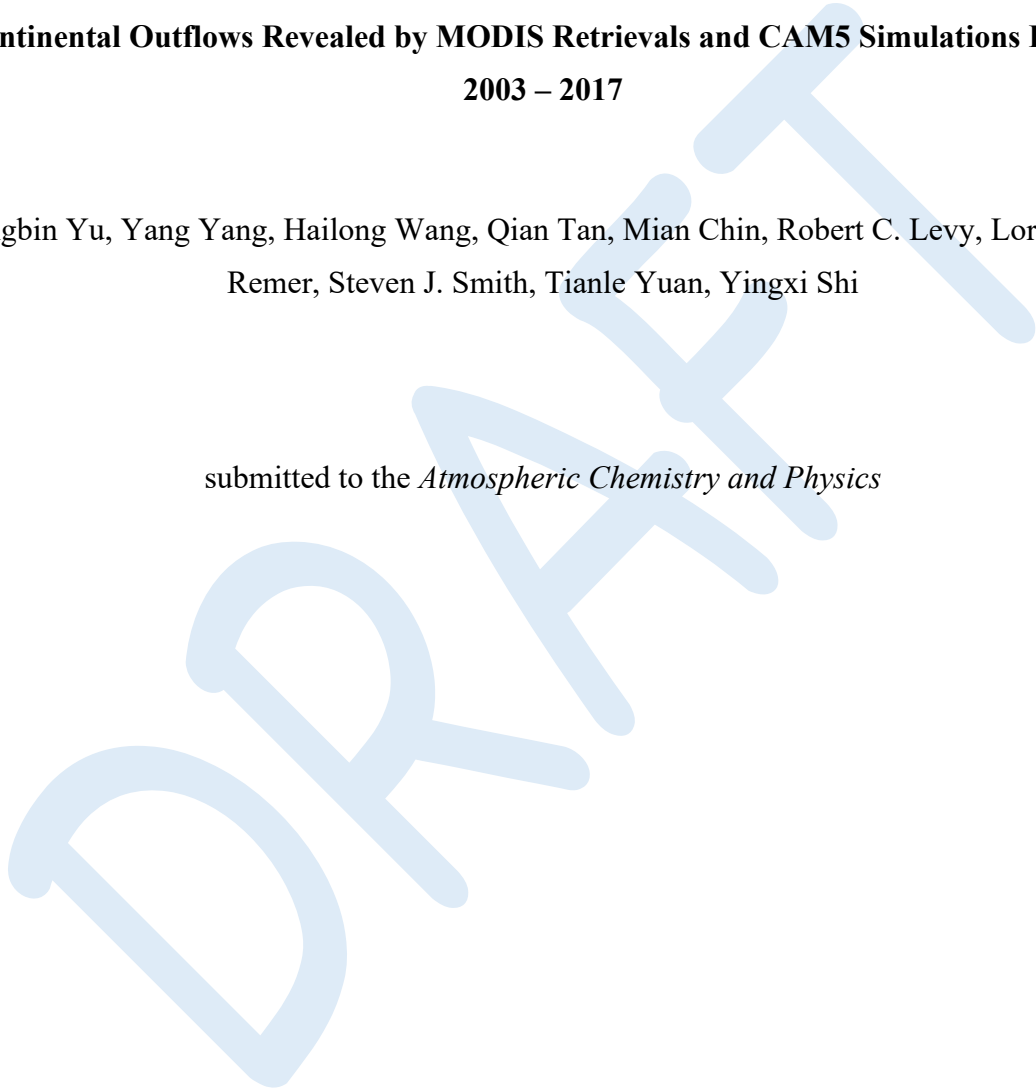 ntinental Outflows Revealed by MODIS Retrievals and CAM5 Simulations
2003 – 2017
gbin Yu, Yang Yang, Hailong Wang, Qian Tan, Mian Chin, Robert C. Levy, Lor
Remer, Steven J. Smith, Tianle Yuan, Yingxi Shi
submitted to the Atmospheric Chemistry and Physics
DRAFT